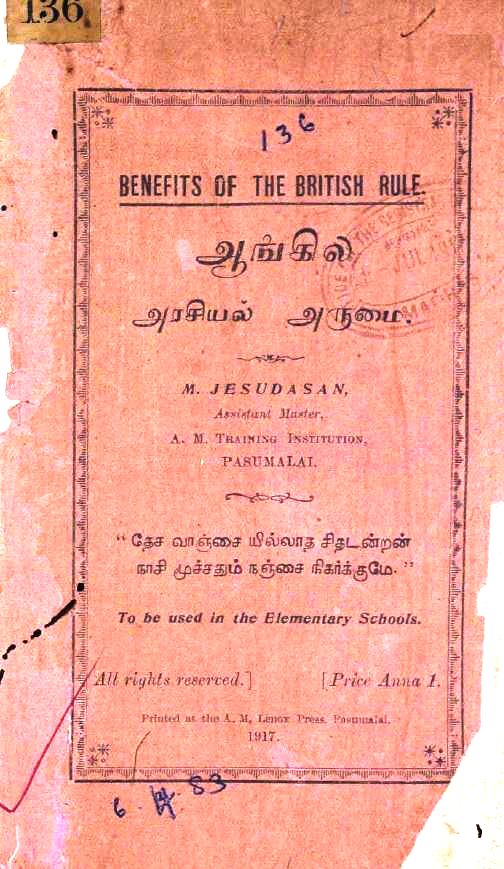 136
136
BENEFITS OF THE BRITISH RULE.
ஆங்கில
அரசியல் அருமை.
M. JESUDASAN,
Assistant Master,
A. M. TRAINING INSTITUTION,
PASUMALAI.
“ தேச வாஞ்சை யில்லாத சிதடன்றன்
நாசி முச்சதும் நஞ்சை நிகர்க்குமே. ”
To be used in the Elementary Schools.
All rights reserved.] [Price Anna 1.
Printed at the A. M. Lenox Press, Pasumalai.
1917.